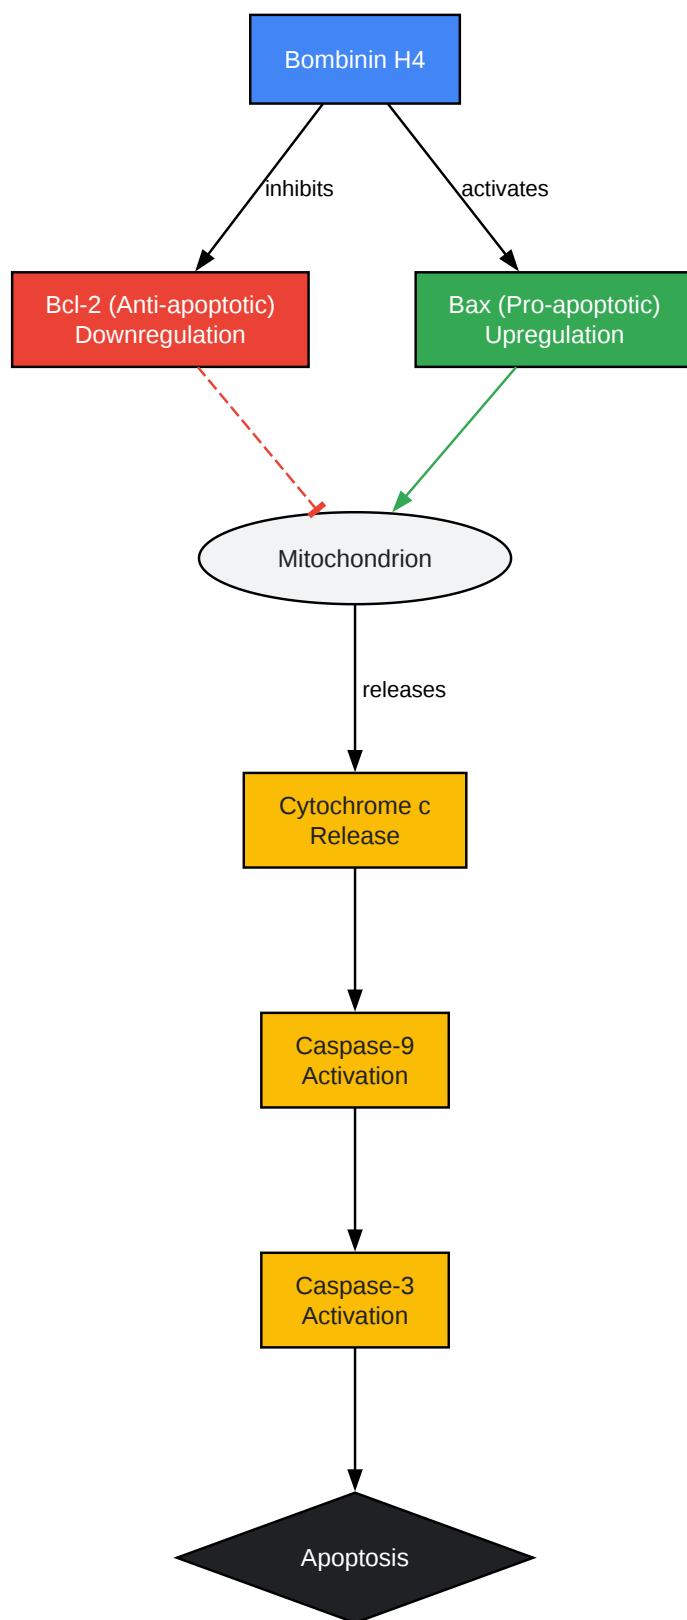 Bombinin H4
inhibits
activates
Bcl-2 (Anti-apoptotic)
Downregulation
Bax (Pro-apoptotic)
Upregulation
Mitochondrion
releases
Cytochrome c
Release
Caspase-9
Activation
Caspase-3
Activation
Apoptosis